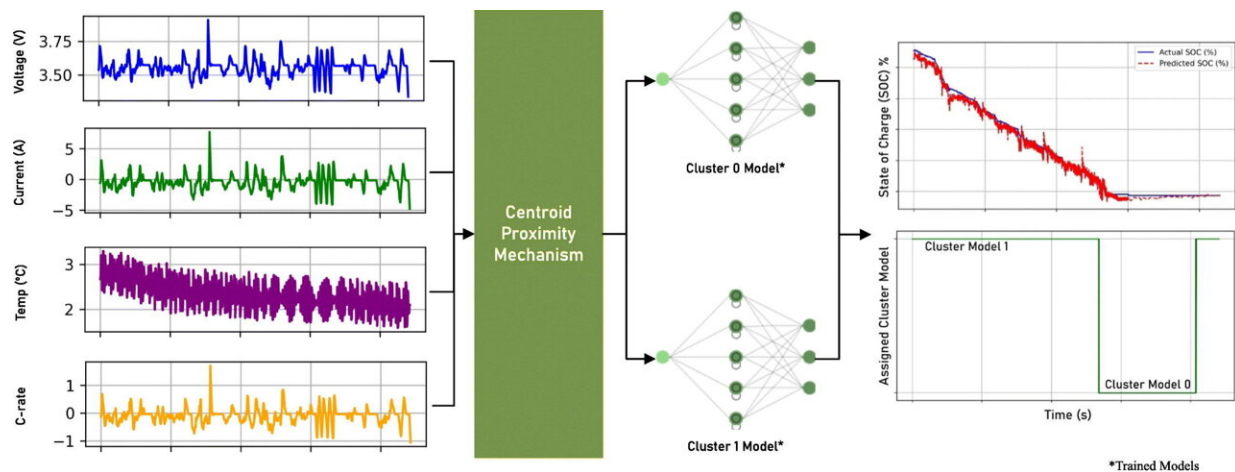 Voltage (V)
3.75
3.50
Current (A)
5
0
−5
Temp (°C)
3
2
C-rate
1
0
−1
Centroid
Proximity
Mechanism
Cluster 0 Model*
Cluster 1 Model*
State of Charge (SOC) %
Actual SOC (%)
Predicted SOC (%)
Assigned Cluster Model
Cluster Model 1
Cluster Model 0
Time (s)
*Trained Models